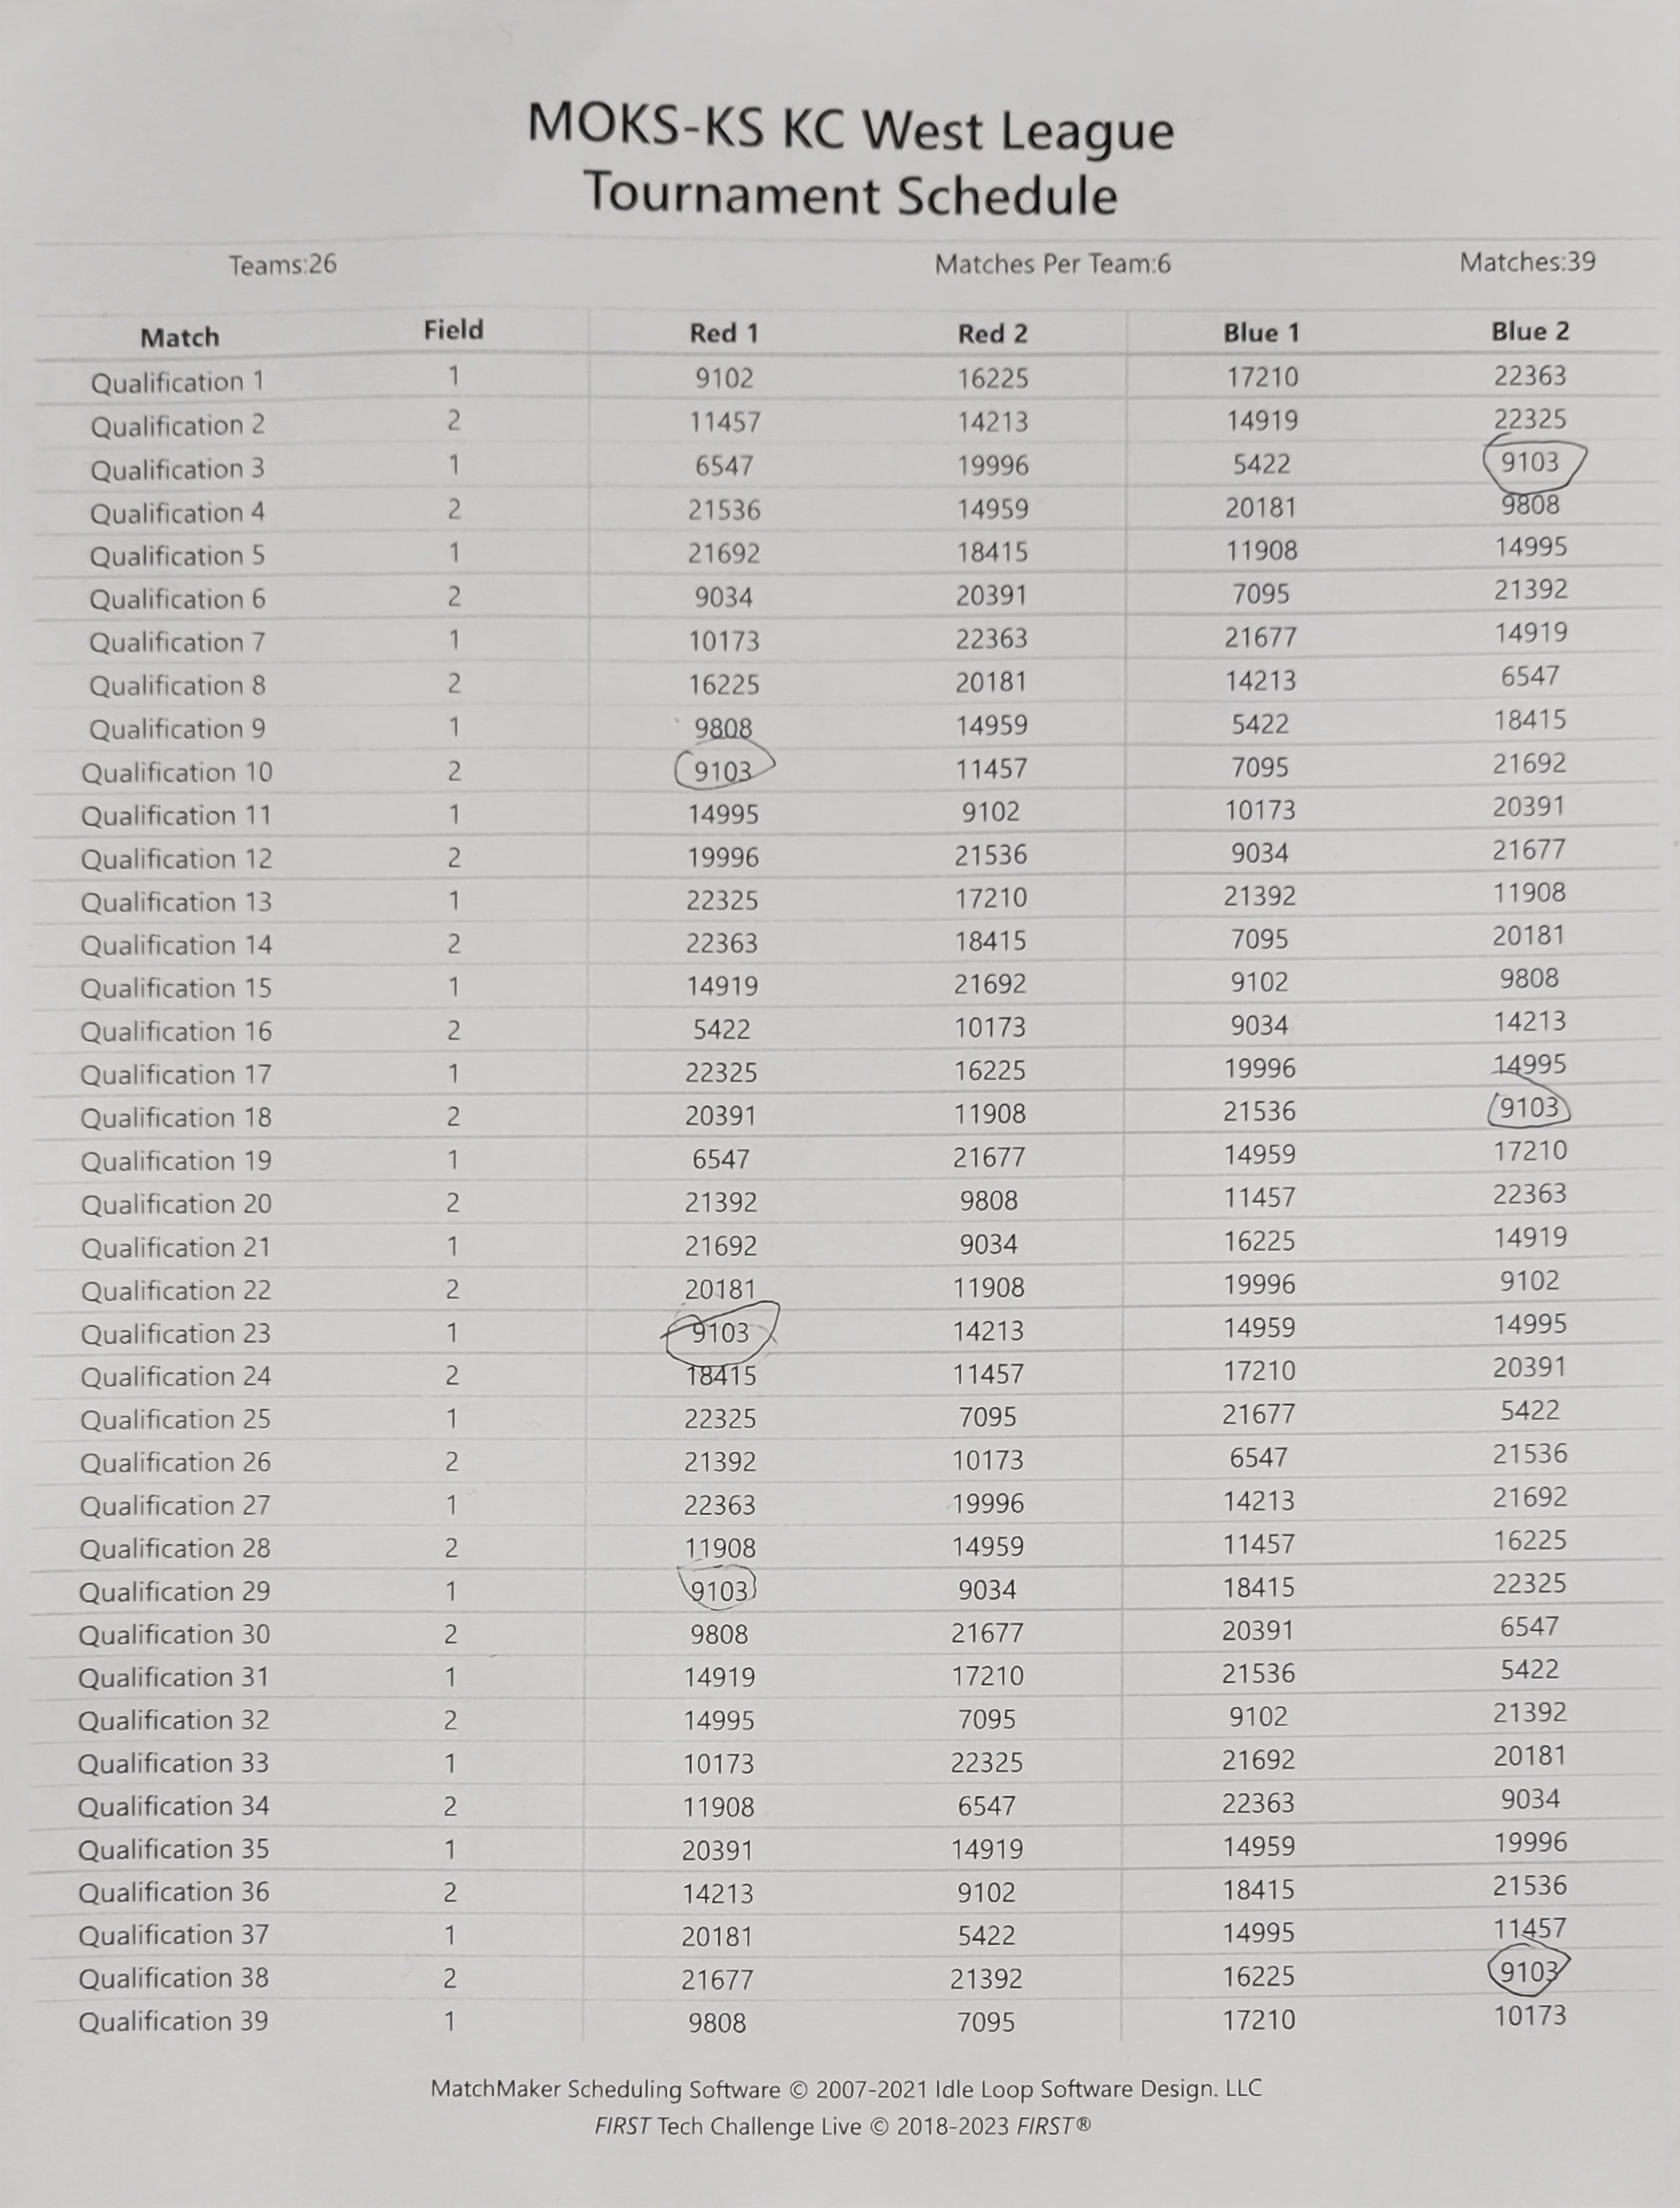 MOKS-KS KC West League
Tournament Schedule
Teams:26 Matches Per Team:6 Matches:39
Match Field Red 1 Red 2 Blue 1 Blue 2
Qualification 1 1 9102 16225 17210 22363
Qualification 2 2 11457 14213 14919 22325
Qualification 3 1 6547 19996 5422 9103
Qualification 4 2 21536 14959 20181 9808
Qualification 5 1 21692 18415 11908 14995
Qualification 6 2 9034 20391 7095 21392
Qualification 7 1 10173 22363 21677 14919
Qualification 8 2 16225 20181 14213 6547
Qualification 9 1 9808 14959 5422 18415
Qualification 10 2 9103 11457 7095 21692
Qualification 11 1 14995 9102 10173 20391
Qualification 12 2 19996 21536 9034 21677
Qualification 13 1 22325 17210 21392 11908
Qualification 14 2 22363 18415 7095 20181
Qualification 15 1 14919 21692 9102 9808
Qualification 16 2 5422 10173 9034 14213
Qualification 17 1 22325 16225 19996 14995
Qualification 18 2 20391 11908 21536 9103
Qualification 19 1 6547 21677 14959 17210
Qualification 20 2 21392 9808 11457 22363
Qualification 21 1 21692 9034 16225 14919
Qualification 22 2 20181 11908 19996 9102
Qualification 23 1 9103 14213 14959 14995
Qualification 24 2 18415 11457 17210 20391
Qualification 25 1 22325 7095 21677 5422
Qualification 26 2 21392 10173 6547 21536
Qualification 27 1 22363 19996 14213 21692
Qualification 28 2 11908 14959 11457 16225
Qualification 29 1 9103 9034 18415 22325
Qualification 30 2 9808 21677 20391 6547
Qualification 31 1 14919 17210 21536 5422
Qualification 32 2 14995 7095 9102 21392
Qualification 33 1 10173 22325 21692 20181
Qualification 34 2 11908 6547 22363 9034
Qualification 35 1 20391 14919 14959 19996
Qualification 36 2 14213 9102 18415 21536
Qualification 37 1 20181 5422 14995 11457
Qualification 38 2 21677 21392 16225 9103
Qualification 39 1 9808 7095 17210 10173
MatchMaker Scheduling Software © 2007-2021 Idle Loop Software Design. LLC
FIRST Tech Challenge Live © 2018-2023 FIRST®